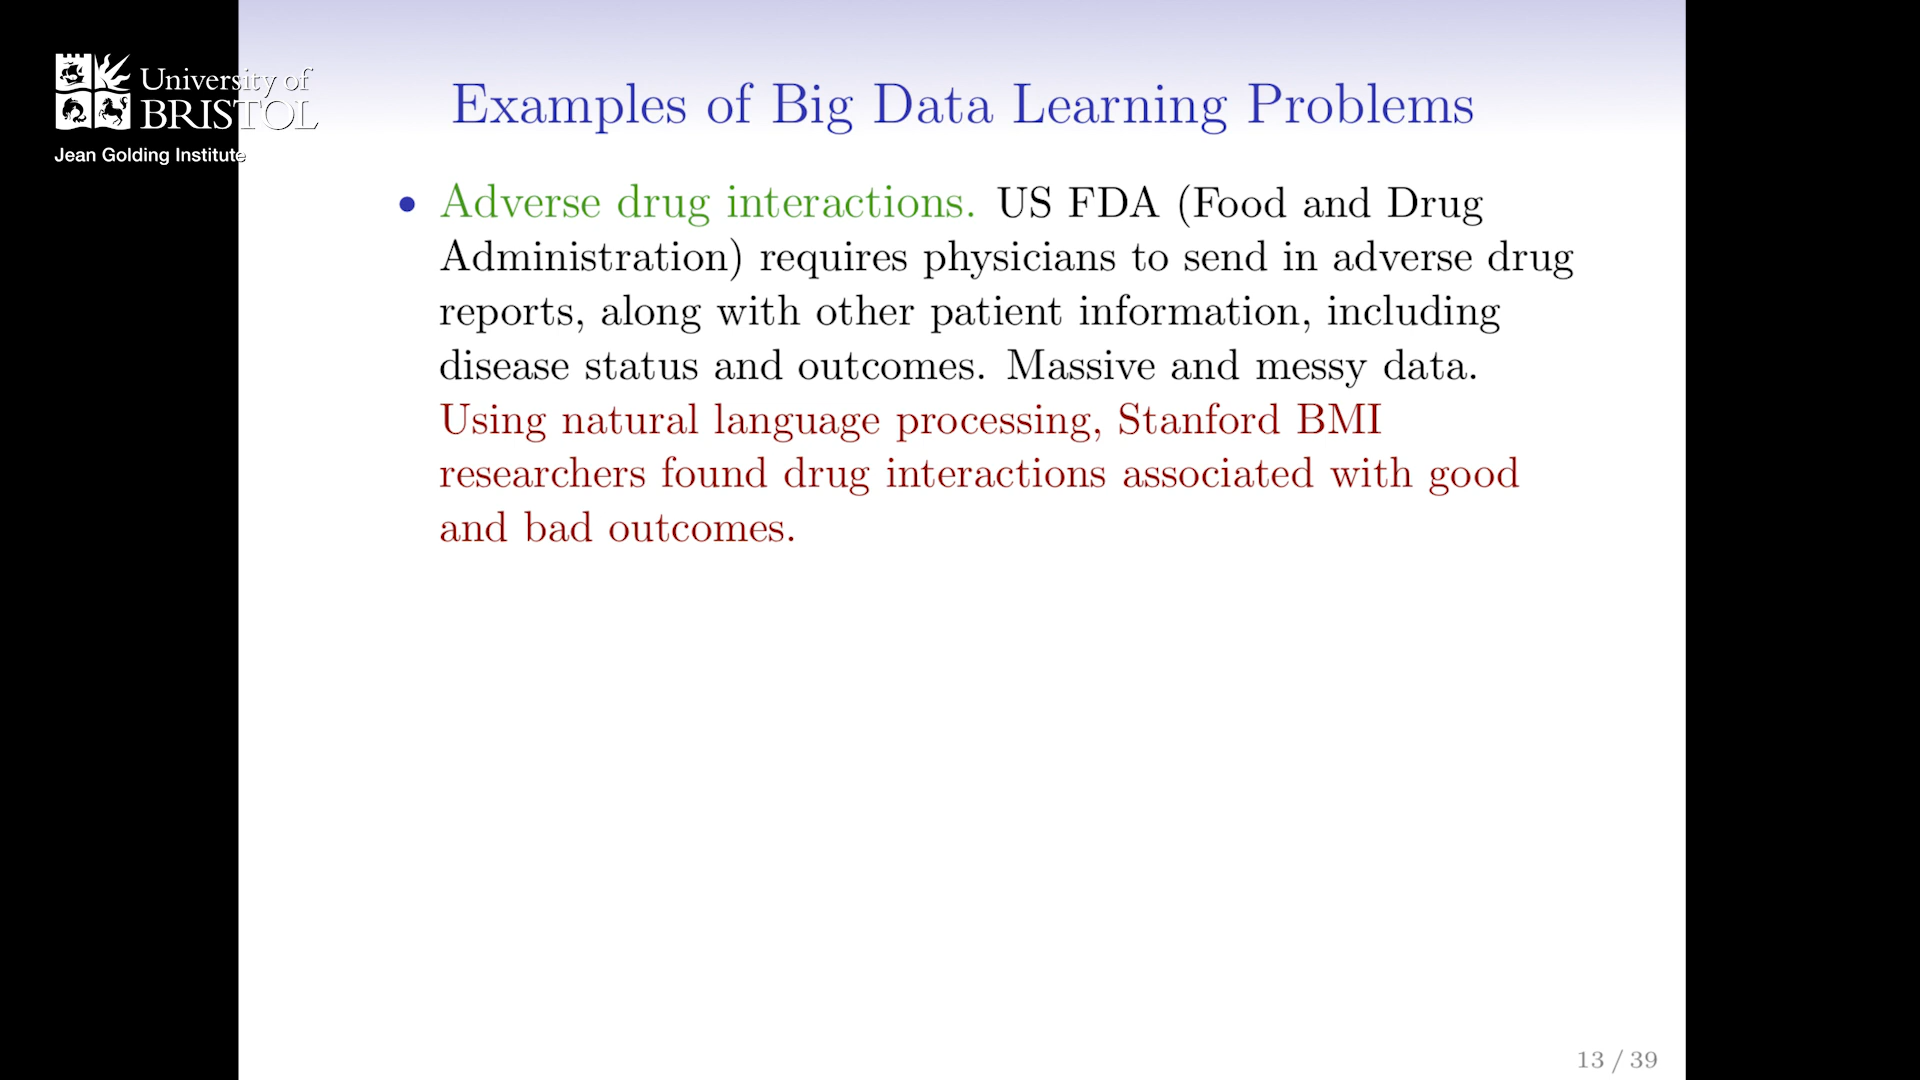 University of
BRISTOL
Jean Golding Institute
Examples of Big Data Learning Problems
• Adverse drug interactions. US FDA (Food and Drug
Administration) requires physicians to send in adverse drug
reports, along with other patient information, including
disease status and outcomes. Massive and messy data.
Using natural language processing, Stanford BMI
researchers found drug interactions associated with good
and bad outcomes.
13 / 39